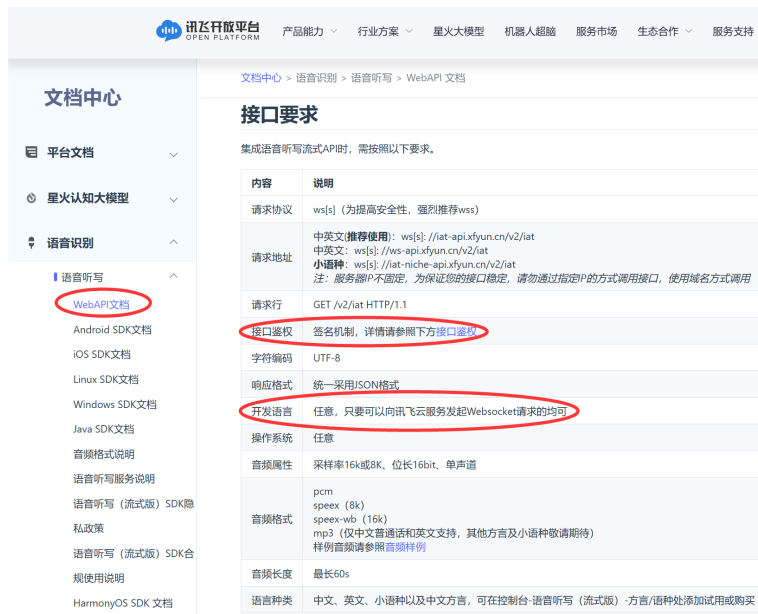 讯飞开放平台
OPEN PLATFORM
产品能力 行业方案 星火大模型 机器人超脑 服务市场 生态合作 服务支持
文档中心
平台文档
星火认知大模型
语音识别
语音听写
WebAPI文档
Android SDK文档
iOS SDK文档
Linux SDK文档
Windows SDK文档
Java SDK文档
音频格式说明
语音听写服务说明
语音听写（流式版）SDK隐
私政策
语音听写（流式版）SDK合
规使用说明
HarmonyOS SDK 文档
文档中心 > 语音识别 > 语音听写 > WebAPI 文档
接口要求
集成语音听写流式API时，需按照以下要求。
内容 说明
请求协议 ws[s]（为提高安全性，强烈推荐wss）
请求地址
中英文(推荐使用)：ws[s]: //iat-api.xfyun.cn/v2/iat
中英文：ws[s]: //ws-api.xfyun.cn/v2/iat
小语种：ws[s]: //iat-niche-api.xfyun.cn/v2/iat
注：服务器IP不固定，为保证您的接口稳定，请勿通过指定IP的方式调用接口，使用域名方式调用
请求行 GET /v2/iat HTTP/1.1
接口鉴权 签名机制，详情请参照下方接口鉴权
字符编码 UTF-8
响应格式 统一采用JSON格式
开发语言 任意，只要可以向讯飞云服务发起Websocket请求的均可
操作系统 任意
音频属性 采样率16k或8K、位长16bit、单声道
音频格式
pcm
speex（8k）
speex-wb（16k）
mp3（仅中文普通话和英文支持，其他方言及小语种敬请期待）
样例音频请参照音频样例
音频长度 最长60s
语言种类 中文、英文、小语种以及中文方言，可在控制台-语音听写（流式版）-方言/语种处添加试用或购买